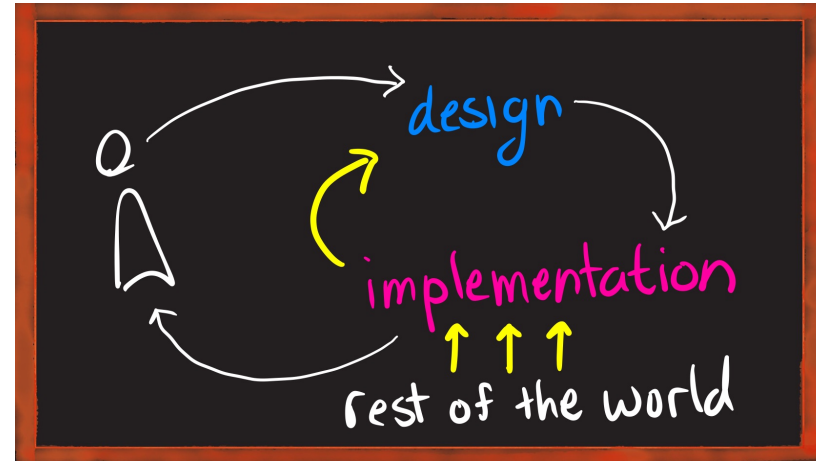 design
implementation
rest of the world